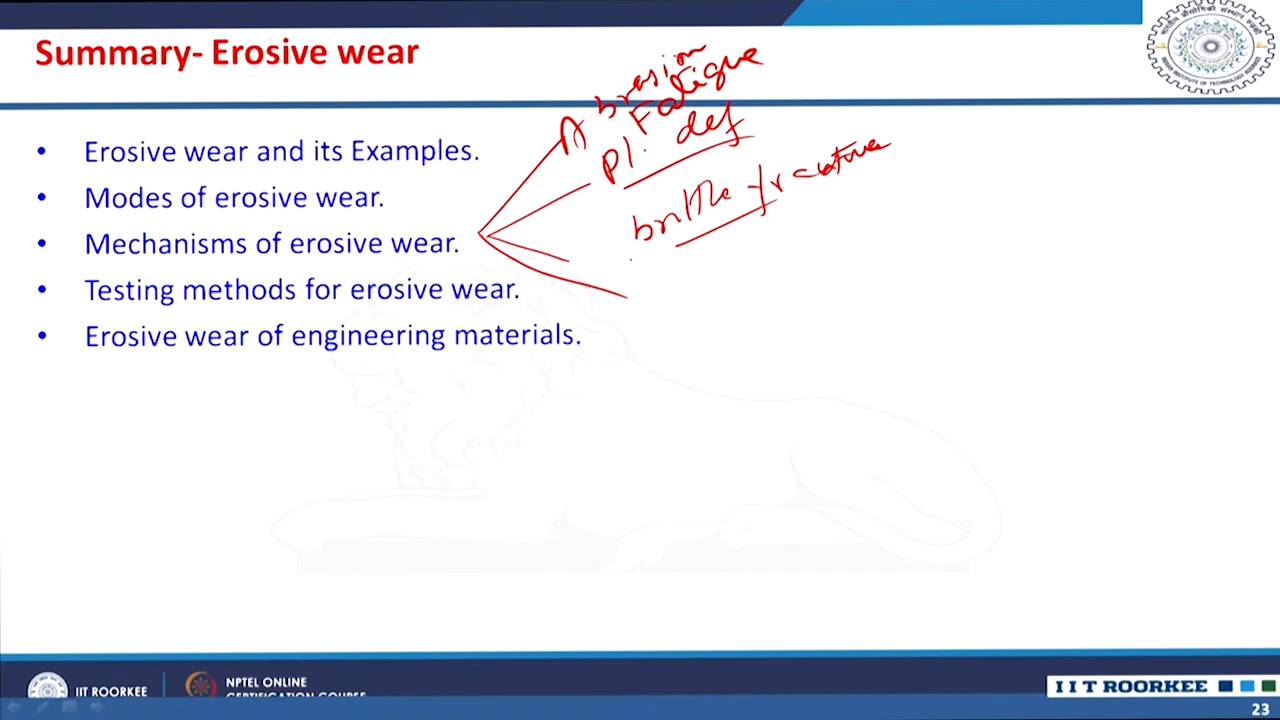 Summary- Erosive wear
Abrasion
Fatigue
Pl. def
brittle fracture
• Erosive wear and its Examples.
• Modes of erosive wear.
• Mechanisms of erosive wear.
• Testing methods for erosive wear.
• Erosive wear of engineering materials.
IIT ROORKEE
NPTEL ONLINE
CERTIFICATION COURSE
IIT ROORKEE
23